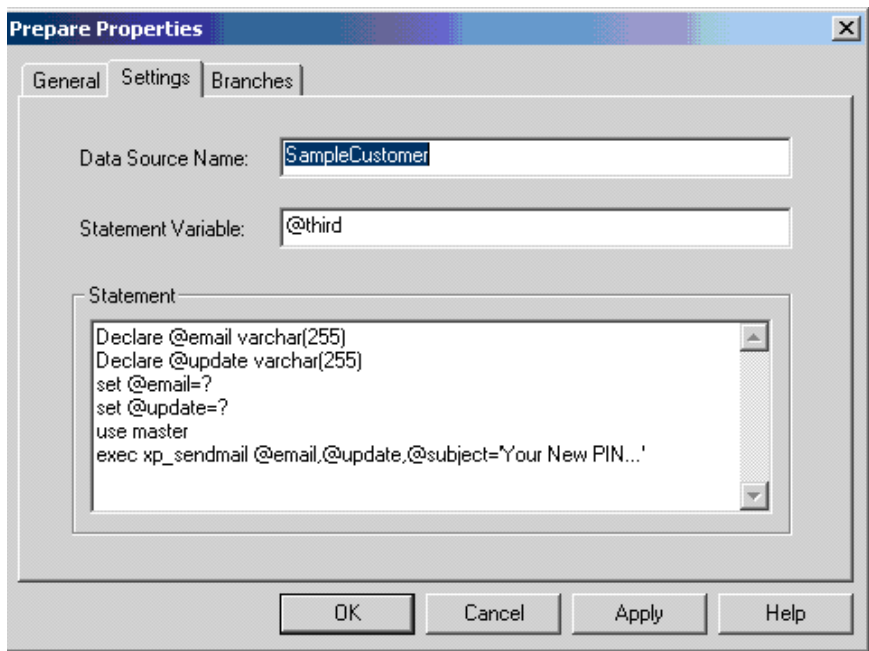 Prepare Properties
General Settings Branches
Data Source Name: SampleCustomer
Statement Variable: @third
Statement
Declare @email varchar(255)
Declare @update varchar(255)
set @email=?
set @update=?
use master
exec xp_sendmail @email,@update,@subject='Your New PIN...'
OK Cancel Apply Help